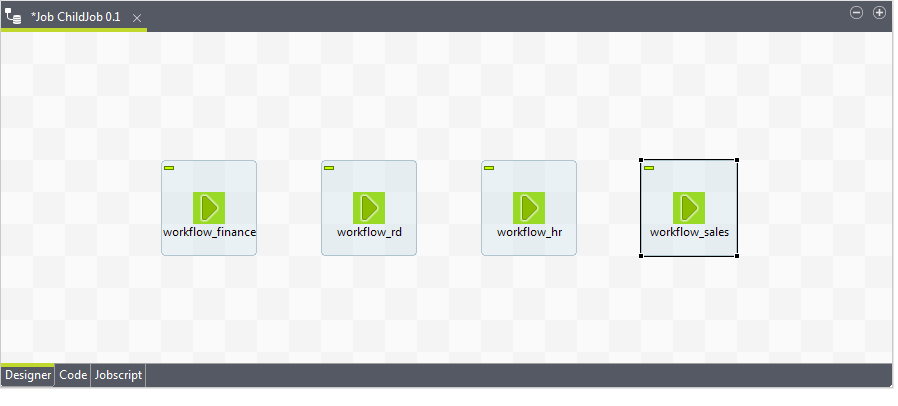 *Job ChildJob 0.1
workflow_finance workflow_rd workflow_hr workflow_sales
Designer Code Jobscript